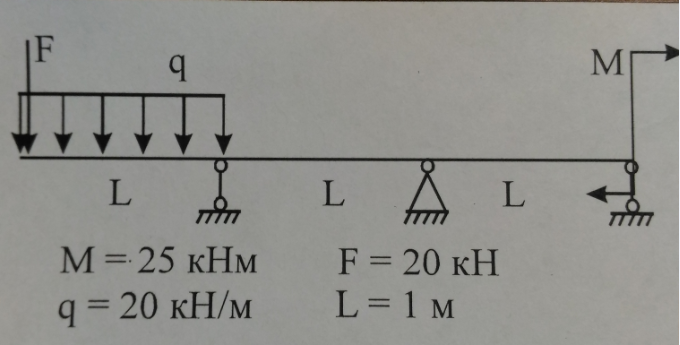 F
q
M
L L L
M = 25 кНм F = 20 кН
q = 20 кН/м L = 1 м